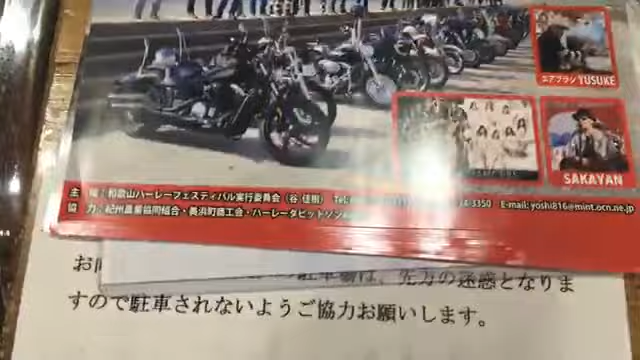 エアブラシ YUSUKE
SAKAYAN
主 催：和歌山ハーレーフェスティバル実行委員会（谷 佳樹） Tel: -3350 E-mail: yoshi816@mint.ocn.ne.jp
協 力：紀州農業協同組合・美浜町商工会・ハーレーダビッドソン
お 駐車場は、先方の迷惑となりま
すので駐車されないようご協力お願いします。